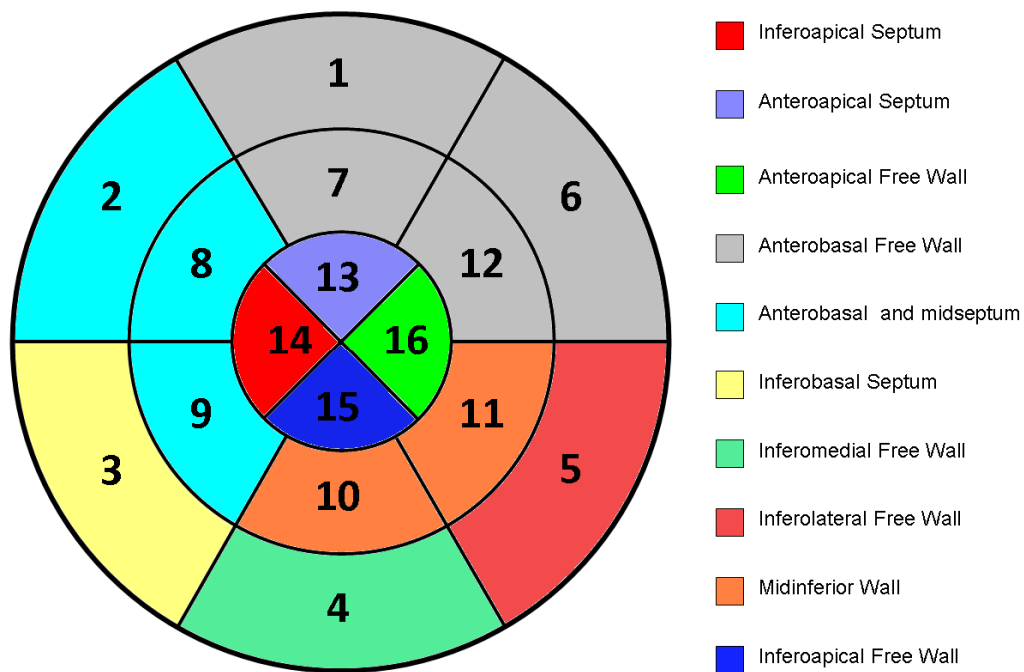 1
2
6
7
8
12
13
14
16
15
9
11
3
5
10
4
Inferoapical Septum
Anteroapical Septum
Anteroapical Free Wall
Anterobasal Free Wall
Anterobasal  and midseptum
Inferobasal Septum
Inferomedial Free Wall
Inferolateral Free Wall
Midinferior Wall
Inferoapical Free Wall